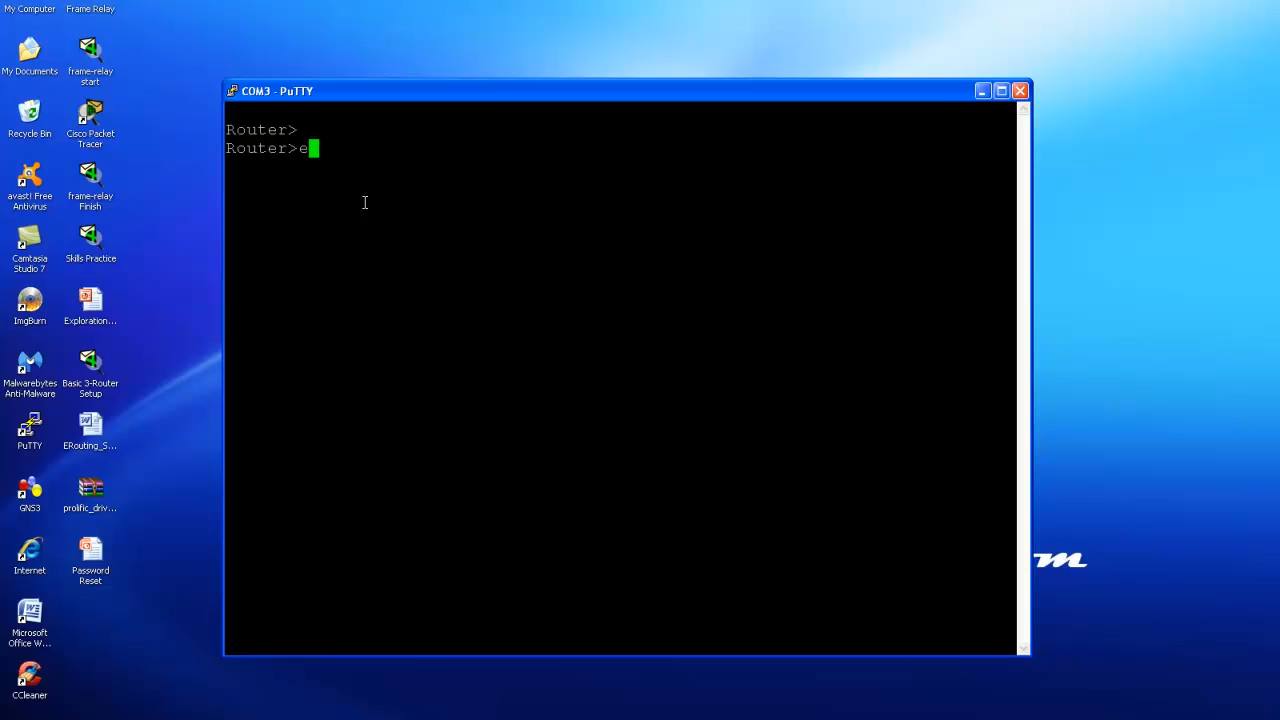 My Computer
Frame Relay
My Documents
frame-relay
start
Recycle Bin
Cisco Packet
Tracer
avast! Free
Antivirus
frame-relay
Finish
Camtasia
Studio 7
Skills Practice
ImgBurn
Exploration...
Malwarebytes
Anti-Malware
Basic 3-Router
Setup
PuTTY
ERouting_S...
GNS3
prolific_driv...
Internet
Password
Reset
Microsoft
Office W...
CCleaner
COM3 - PuTTY
Router>
Router>e
m